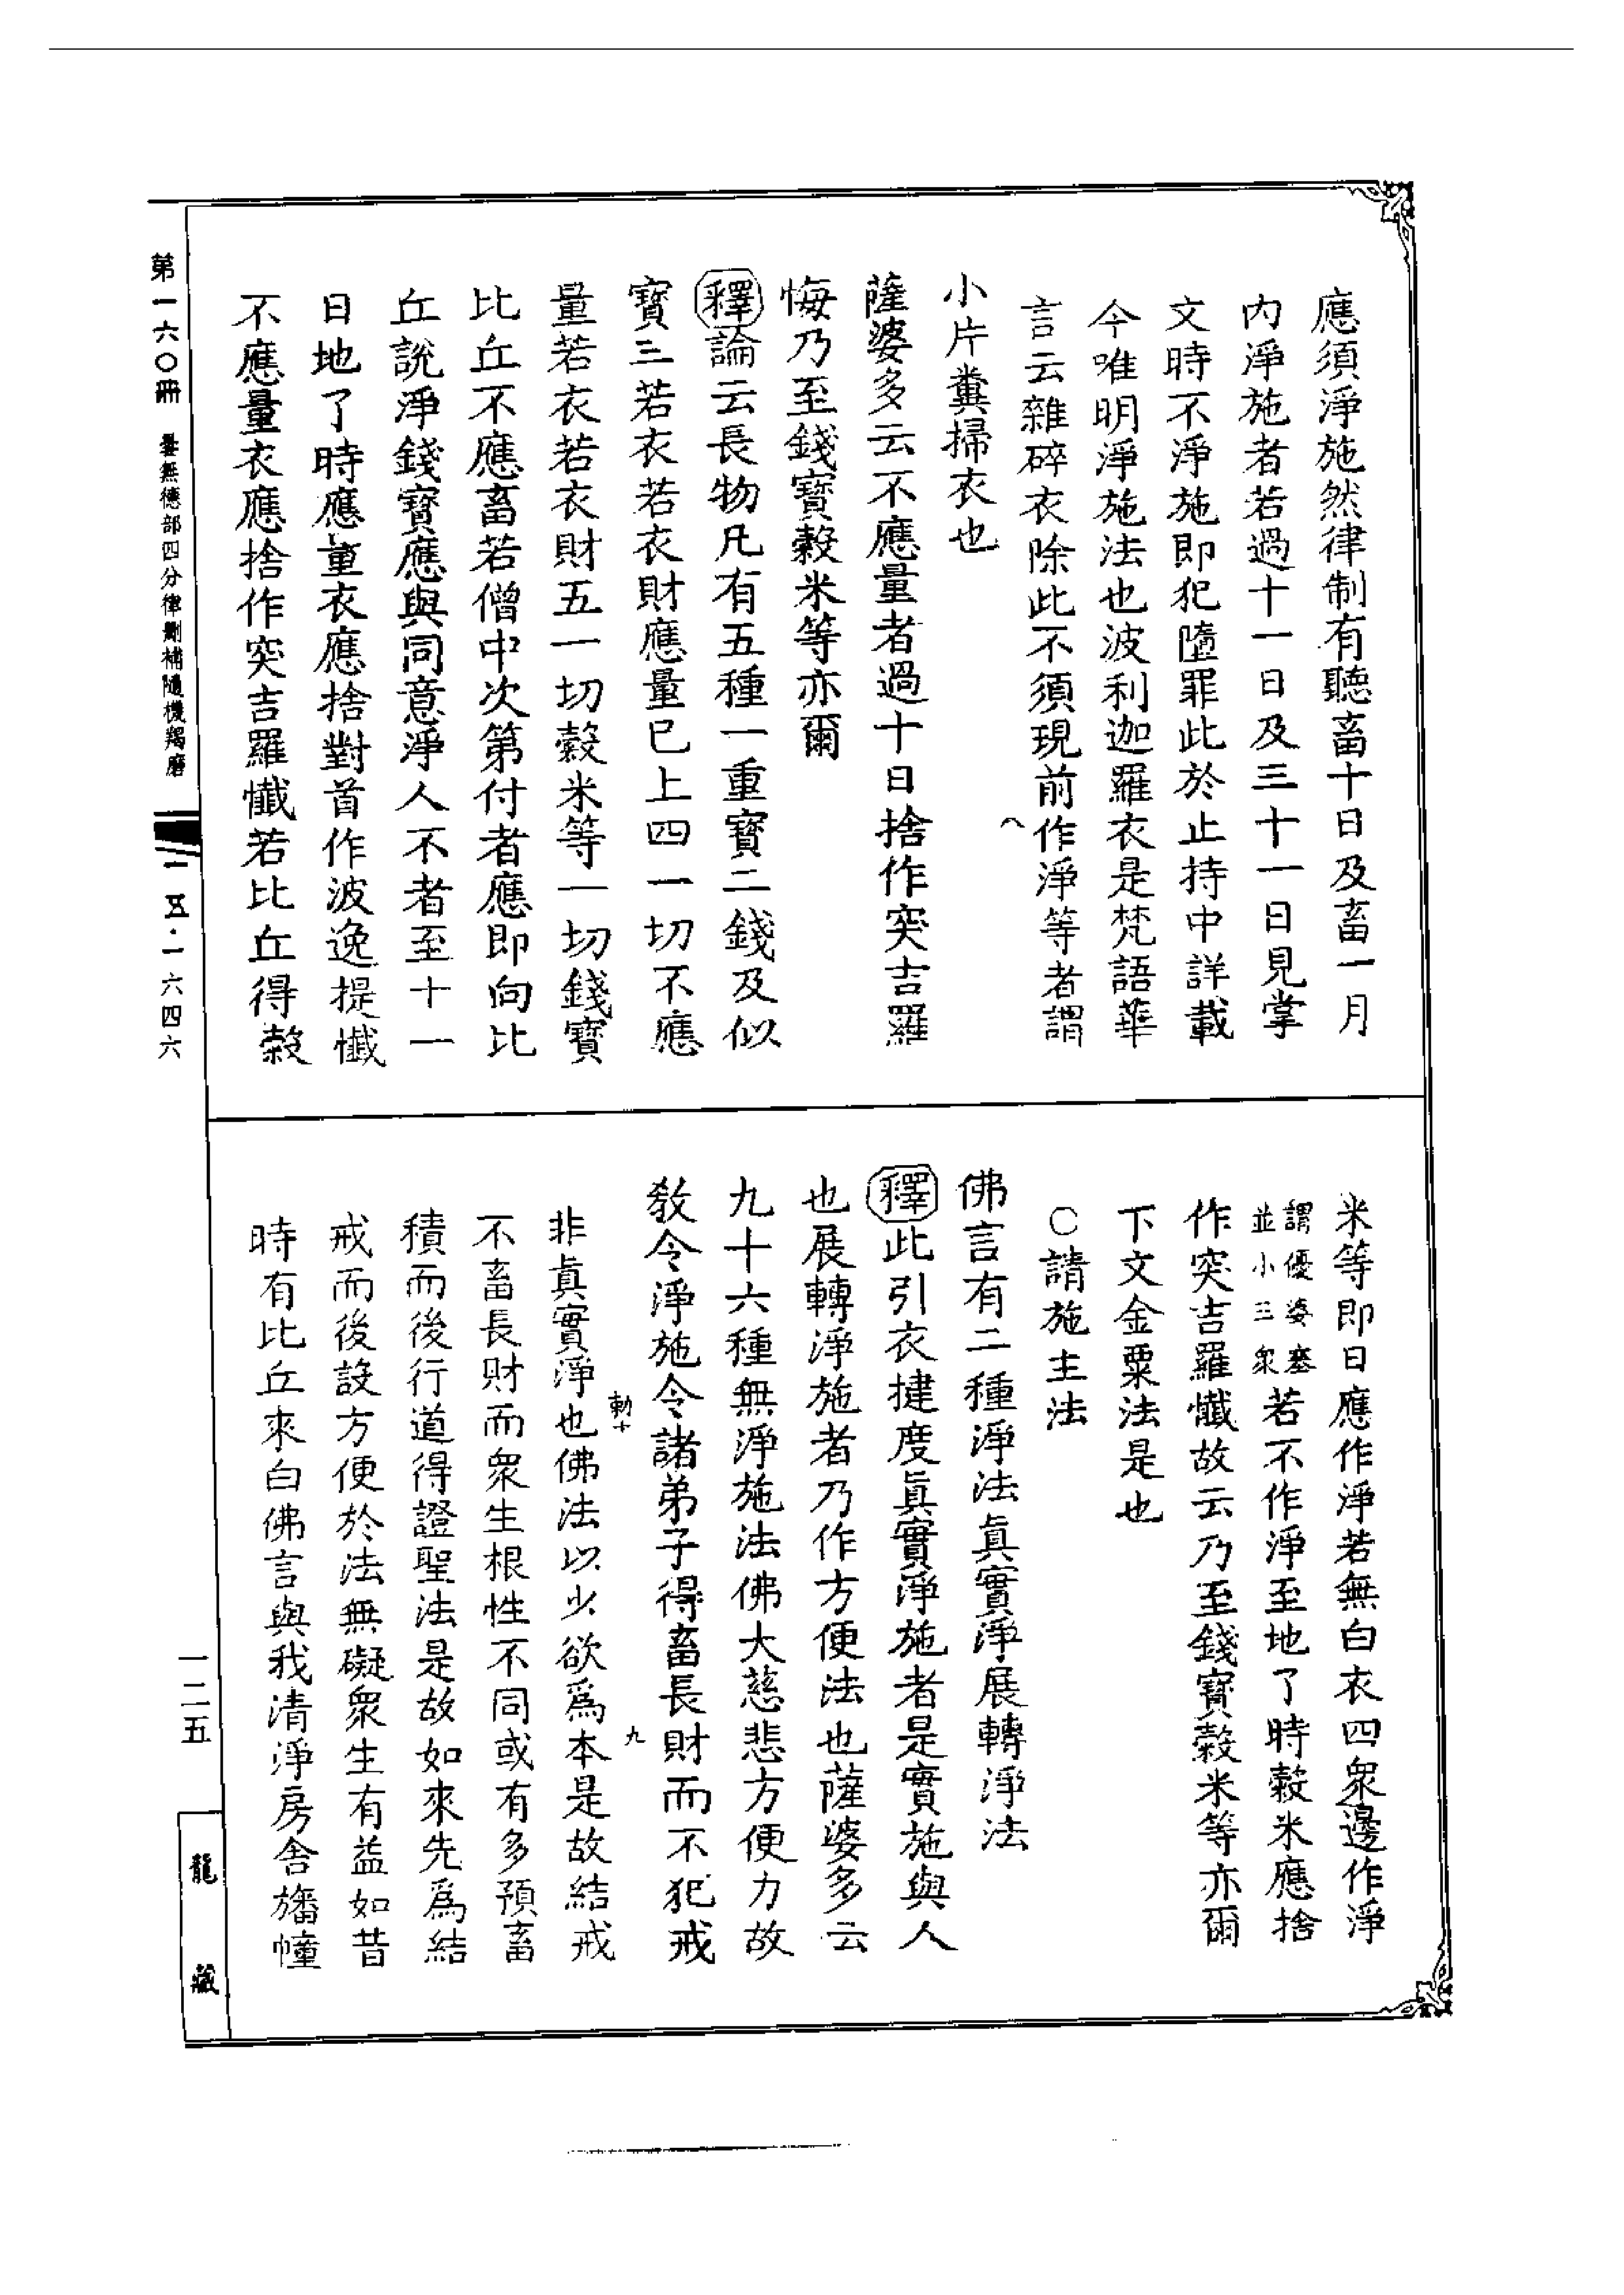 應須淨施然律制有聽畜十日及畜一月
內淨施者若過十一日及三十一日見掌
文時不淨施即犯墮罪此於止持中詳載
今唯明淨施法也波利迦羅衣是梵語華
言云雜碎衣除此不須現前作淨等者謂
小片糞掃衣也
薩婆多云不應量者過十日捨作突吉羅
悔乃至錢寶穀米等亦爾
釋論云長物凡有五種一重寶二錢及似
寶三若衣若衣財應量已上四一切不應
量若衣若衣財五一切穀米等一切錢寶
比丘不應畜若僧中次第付者應即向比
丘說淨錢寶應與同意淨人不者至十一
日地了時應量衣應捨對首作波逸提懺
不應量衣應捨作突吉羅懺若比丘得穀
米等即日應作淨若無白衣四衆邊作淨
謂優婆塞
並小三衆
若不作淨至地了時穀米應捨
作突吉羅懺故云乃至錢寶穀米等亦爾
下文金粟法是也
○請施主法
佛言有二種淨法真實淨展轉淨法
釋此引衣揵度真實淨施者是實施與人
也展轉淨施者乃作方便法也薩婆多云
九十六種無淨施法佛大慈悲方便力故
教令淨施令諸弟子得畜長財而不犯戒
勅十
九
非真實淨也佛法以少欲為本是故結戒
不畜長財而衆生根性不同或有多預畜
積而後行道得證聖法是故如來先為結
戒而後設方便於法無礙衆生有益如昔
時有比丘來白佛言與我清淨房舍旛幢
第一六〇冊
曇無德部四分律刪補隨機羯磨
一五·一六四六
一二五
龍藏